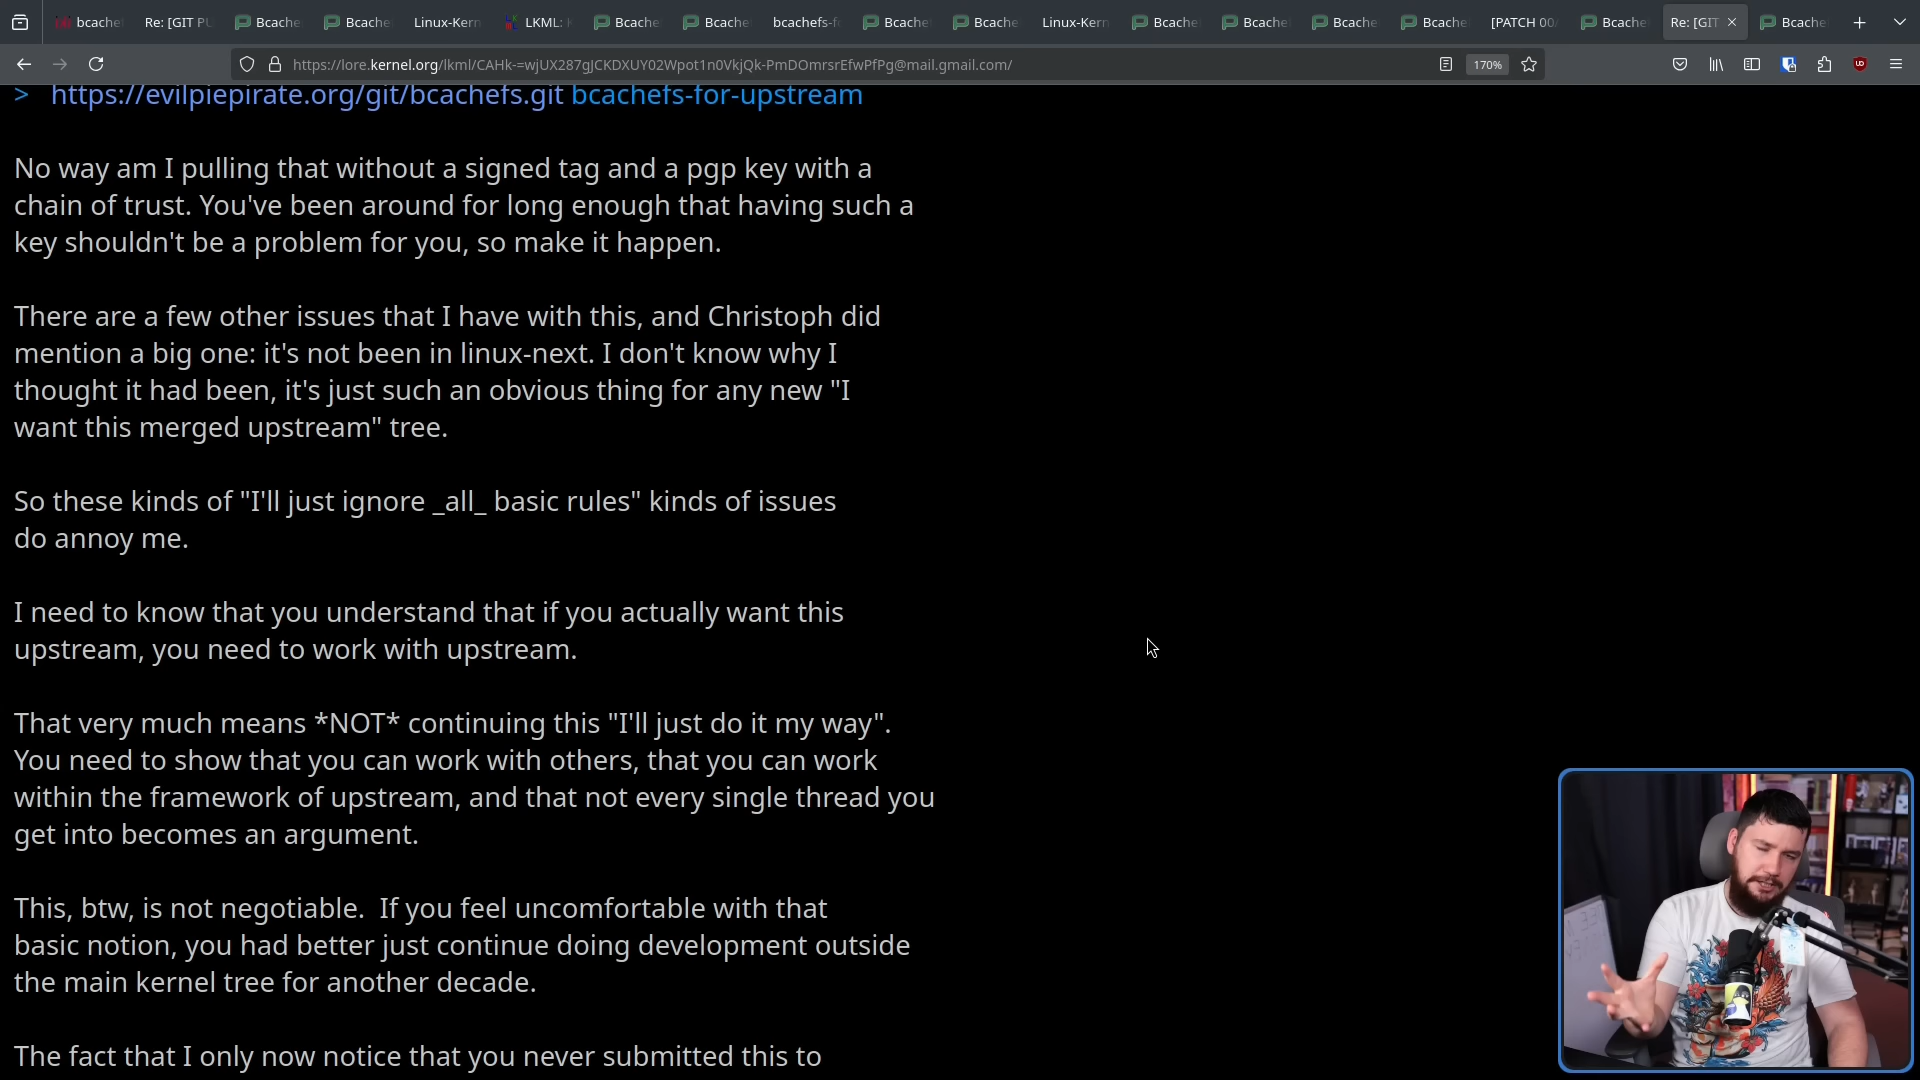 bcache
Re: [GIT PU
Bcache
Bcache
Linux-Kern
LKML:
Bcache
Bcache
bcachefs-f
Bcache
Bcache
Linux-Kern
Bcache
Bcache
Bcache
Bcache
[PATCH 00
Bcache
Re: [GIT
Bcache
https://lore.kernel.org/lkml/CAHk-=wjUX287gJCKDXUY02Wpot1n0VkjQk-PmDOmrsrEfwPfPg@mail.gmail.com/
170%
> https://evilpiepirate.org/git/bcachefs.git bcachefs-for-upstream
No way am I pulling that without a signed tag and a pgp key with a
chain of trust. You've been around for long enough that having such a
key shouldn't be a problem for you, so make it happen.
There are a few other issues that I have with this, and Christoph did
mention a big one: it's not been in linux-next. I don't know why I
thought it had been, it's just such an obvious thing for any new "I
want this merged upstream" tree.
So these kinds of "I'll just ignore _all_ basic rules" kinds of issues
do annoy me.
I need to know that you understand that if you actually want this
upstream, you need to work with upstream.
That very much means *NOT* continuing this "I'll just do it my way".
You need to show that you can work with others, that you can work
within the framework of upstream, and that not every single thread you
get into becomes an argument.
This, btw, is not negotiable.  If you feel uncomfortable with that
basic notion, you had better just continue doing development outside
the main kernel tree for another decade.
The fact that I only now notice that you never submitted this to